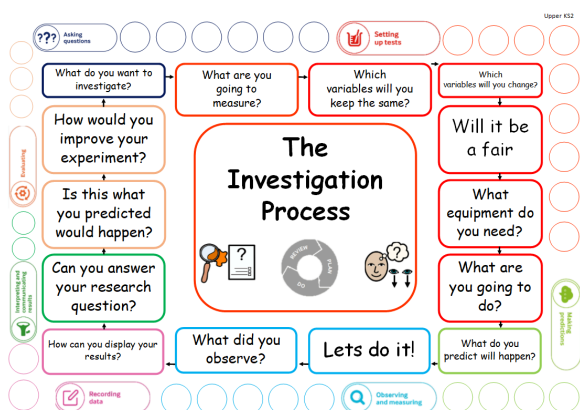 Upper KS2
???
Asking
questions
Setting
up tests
What do you want to
investigate?
What are you
going to
measure?
Which
variables will you
keep the same?
Which
variables will you change?
How would you
improve your
experiment?
The
Investigation
Process
Will it be
a fair
Evaluating
Is this what
you predicted
would happen?
?
REVIEW
PLAN
DO
?
What
equipment do
you need?
Can you answer
your research
question?
What are
you going to
do?
Interpreting and
communicating
results
Making
predictions
How can you display your
results?
What did you
observe?
Lets do it!
What do you
predict will happen?
Recording
data
Observing
and measuring